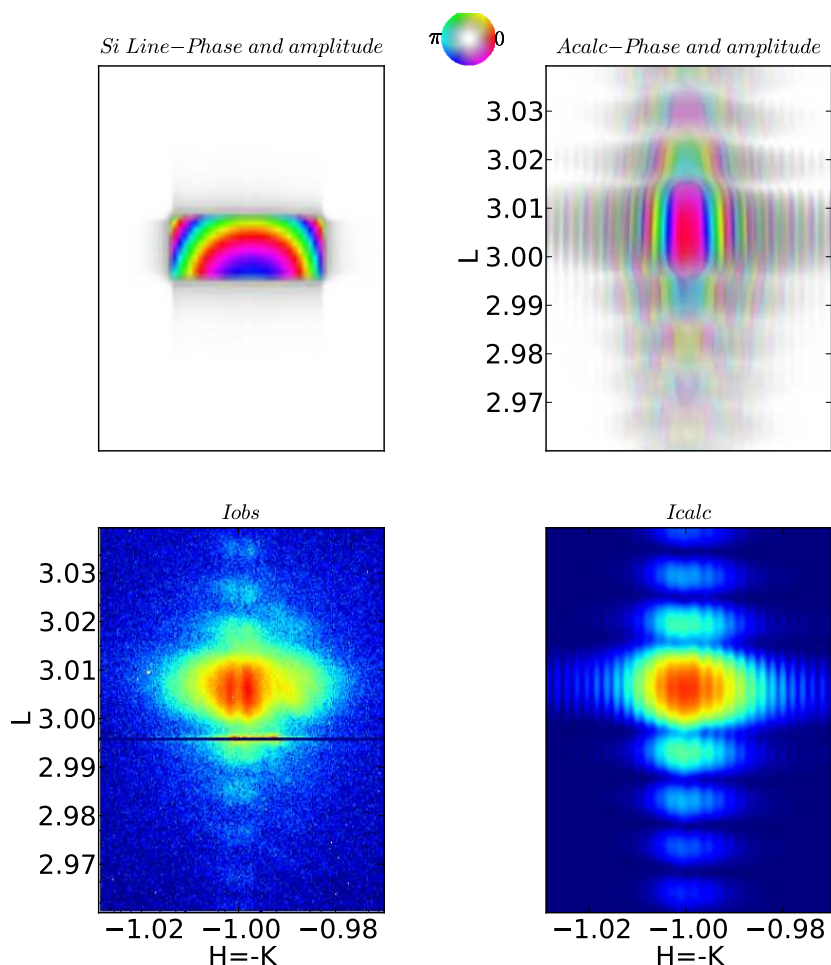 Si Line−Phase and amplitude
π 0
Acalc−Phase and amplitude
3.03
3.02
3.01
3.00
2.99
2.98
2.97
L
Iobs
Icalc
3.03
3.02
3.01
3.00
2.99
2.98
2.97
L
−1.02 −1.00 −0.98
H=-K
−1.02 −1.00 −0.98
H=-K